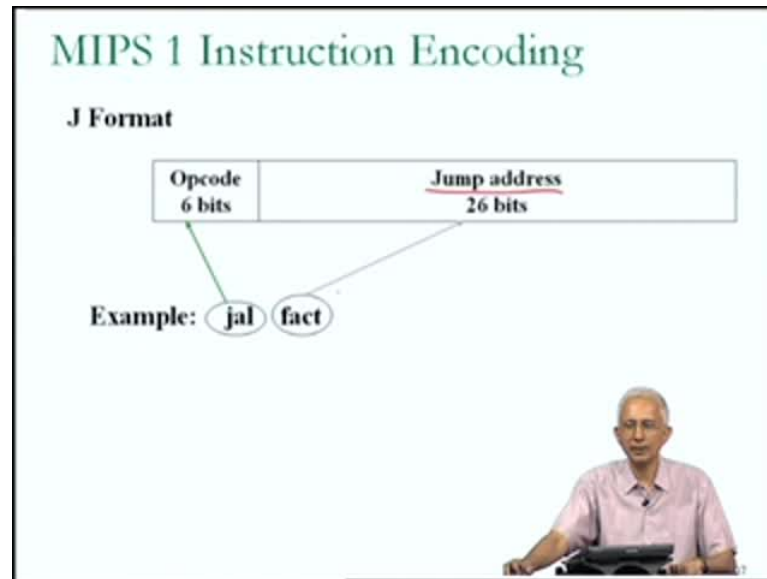 MIPS 1 Instruction Encoding
J Format
Opcode Jump address
6 bits 26 bits
Example: jal fact